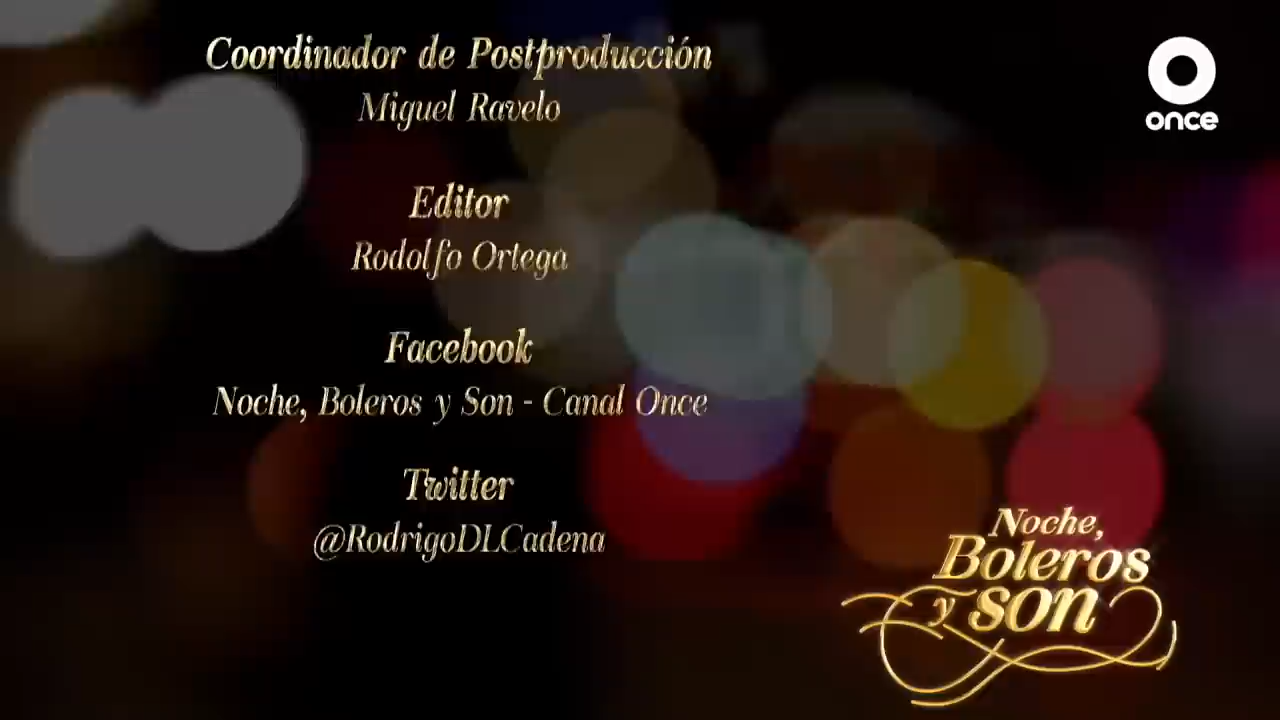 Coordinador de Postproducción
Miguel Ravelo
Editor
Rodolfo Ortega
Facebook
Noche, Boleros y Son - Canal Once
Twitter
@RodrigoDLCadena
once
Noche,
Boleros
y son